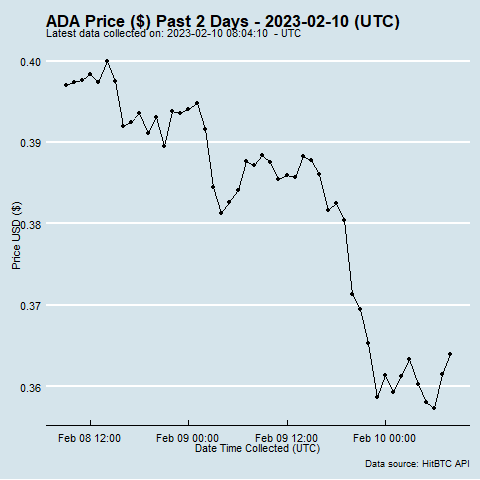 ADA Price ($) Past 2 Days - 2023-02-10 (UTC)
Latest data collected on: 2023-02-10 08:04:10  - UTC
0.40
0.39
0.38
0.37
0.36
Price USD ($)
Feb 08 12:00 Feb 09 00:00 Feb 09 12:00 Feb 10 00:00
Date Time Collected (UTC)
Data source: HitBTC API